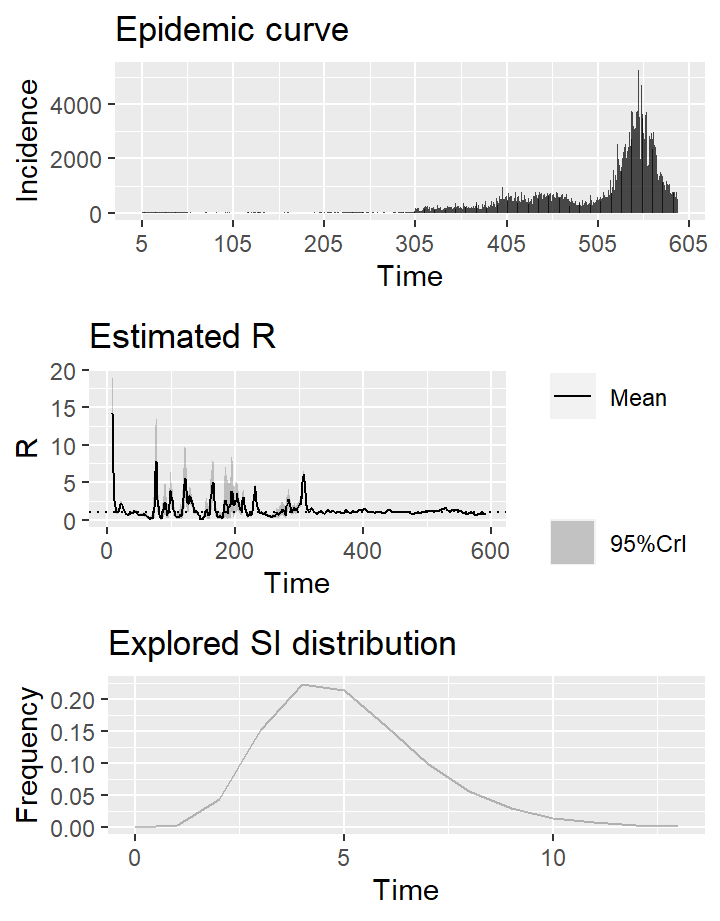 Epidemic curve
Incidence
4000
2000
0
5 105 205 305 405 505 605
Time
Estimated R
R
20
15
10
5
0
0 200 400 600
Time
Mean
95%CrI
Explored SI distribution
Frequency
0.20
0.15
0.10
0.05
0.00
0 5 10
Time